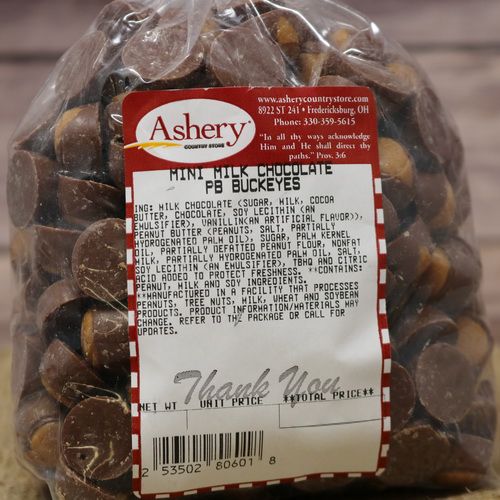 Ashery
COUNTRY STORE
www.asherycountrystore.com
8922 ST 241 • Fredericksburg, OH
Phone: 330-359-5615
"In all thy ways acknowledge
Him and He shall direct thy
paths." Prov. 3:6
MINI MILK CHOCOLATE
PB BUCKEYES
ING: MILK CHOCOLATE (SUGAR, MILK, COCOA
BUTTER, CHOCOLATE, SOY LECITHIN (AN
EMULSIFIER), VANILLIN(AN ARTIFICIAL FLAVOR)),
PEANUT BUTTER (PEANUTS, SALT, PARTIALLY
HYDROGENATED PALM OIL), SUGAR, PALM KERNEL
OIL, PARTIALLY DEFATTED PEANUT FLOUR, NONFAT
MILK, PARTIALLY HYDROGENATED PALM OIL, SALT,
SOY LECITHIN (AN EMULSIFIER), TBHQ AND CITRIC
ACID ADDED TO PROTECT FRESHNESS. **CONTAINS:
PEANUT, MILK AND SOY INGREDIENTS.
**MANUFACTURED IN A FACILITY THAT PROCESSES
PEANUTS, TREE NUTS, MILK, WHEAT AND SOYBEAN
PRODUCTS. PRODUCT INFORMATION/MATERIALS MAY
CHANGE, REFER TO THE PACKAGE OR CALL FOR
UPDATES.
Thank You
NET WT UNIT PRICE **TOTAL PRICE**
2 53502 80601 8